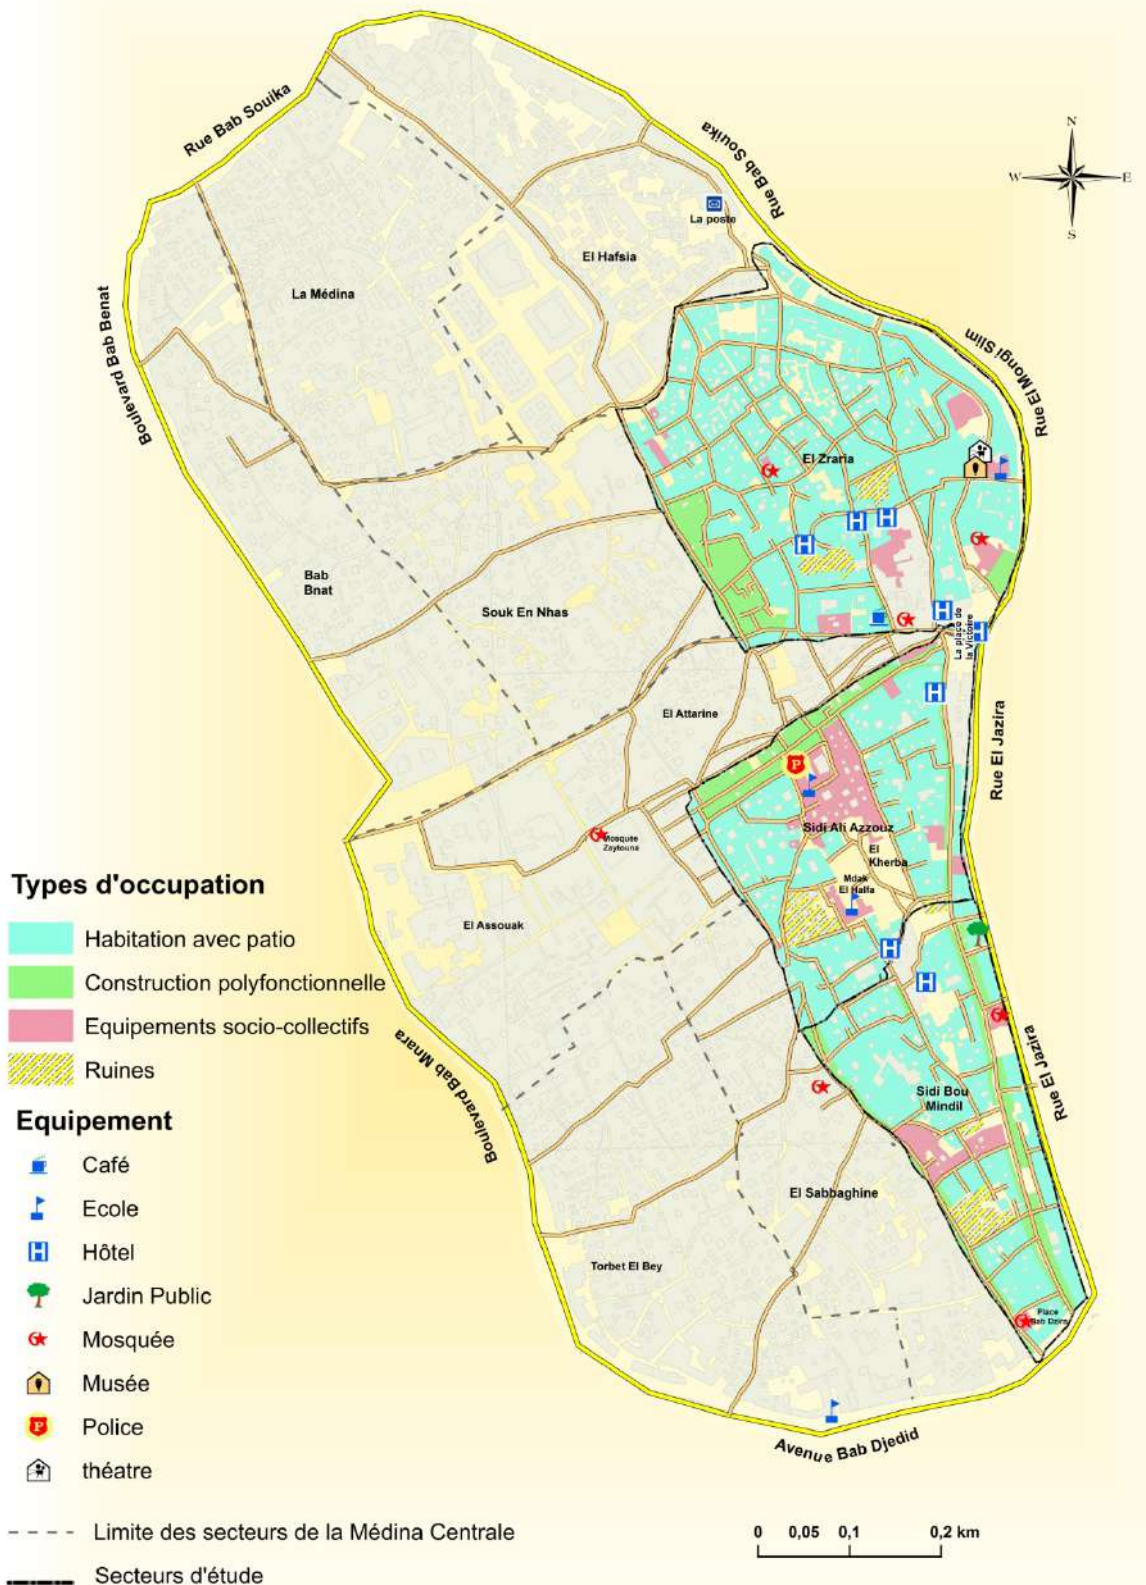 Rue Bab Souika
Rue Bab Souika
N
W
E
S
La poste
El Hafsia
La Médina
Boulevard Bab Benat
Rue El Mongi Slim
El Zraria
Bab
Bnat
Souk En Nhas
La place de
la Victoire
El Attarine
Rue El Jazira
P
Sidi Ali Azzouz
Mosquée
Zaytouna
El
Kherba
Mdak
El Halfa
El Assouak
Boulevard Bab Mnara
Rue El Jazira
Sidi Bou
Mindil
El Sabbaghine
Torbet El Bey
Place
Bab Dzira
Avenue Bab Djedid
Types d'occupation
Habitation avec patio
Construction polyfonctionnelle
Equipements socio-collectifs
Ruines
Equipement
Café
Ecole
H Hôtel
Jardin Public
Mosquée
Musée
P Police
théatre
Limite des secteurs de la Médina Centrale
Secteurs d'étude
0 0,05 0,1 0,2 km